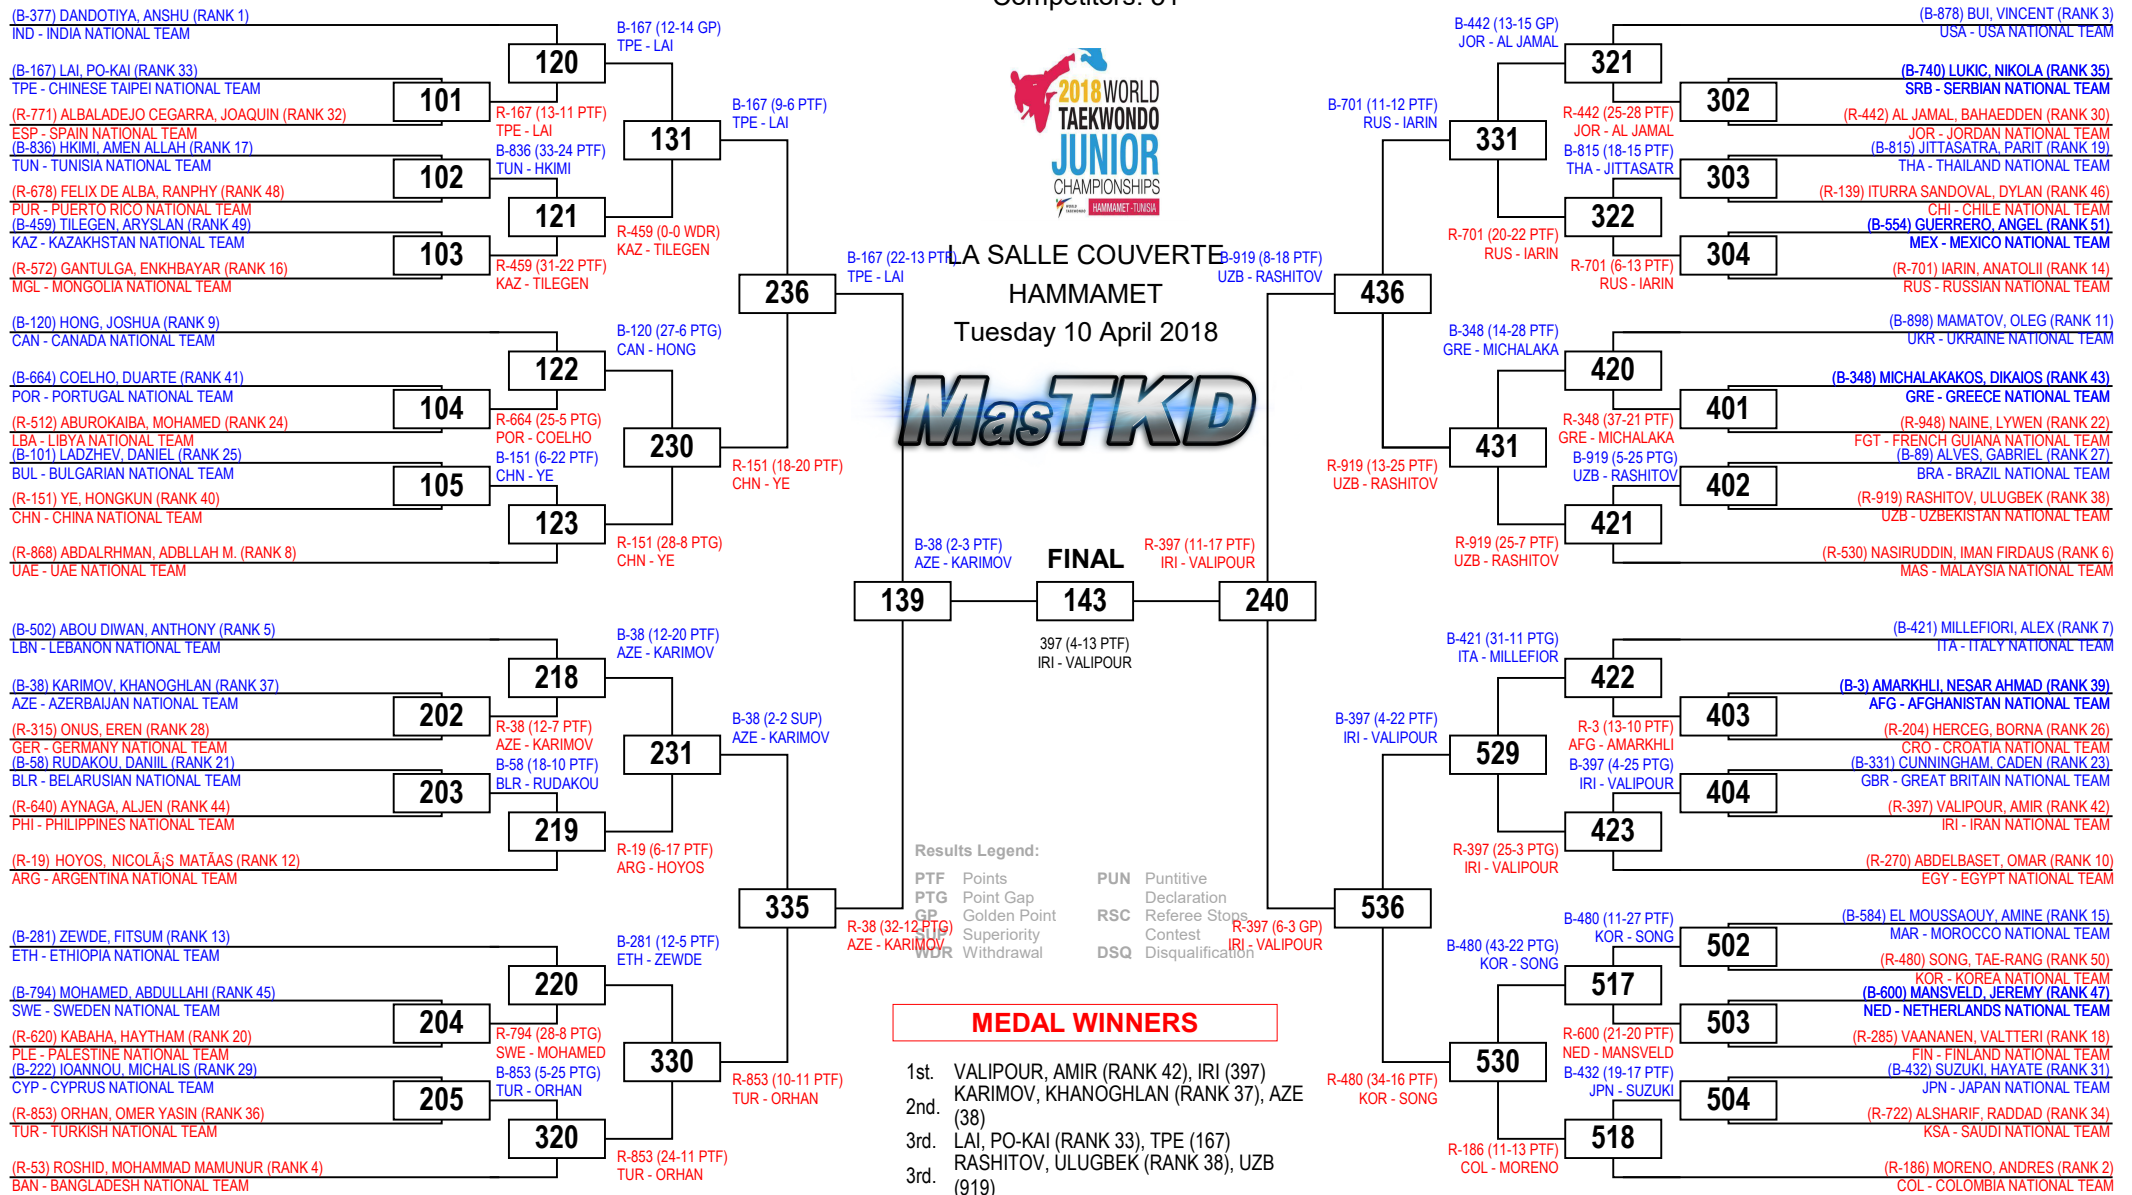 (B-377) DANDOTIYA, ANSHU (RANK 1)
IND - INDIA NATIONAL TEAM
(B-167) LAI, PO-KAI (RANK 33)
TPE - CHINESE TAIPEI NATIONAL TEAM
(R-771) ALBALADEJO CEGARRA, JOAQUIN (RANK 32)
ESP - SPAIN NATIONAL TEAM
(B-836) HKIMI, AMEN ALLAH (RANK 17)
TUN - TUNISIA NATIONAL TEAM
(R-678) FELIX DE ALBA, RANPHY (RANK 48)
PUR - PUERTO RICO NATIONAL TEAM
(B-459) TILEGEN, ARYSLAN (RANK 49)
KAZ - KAZAKHSTAN NATIONAL TEAM
(R-572) GANTULGA, ENKHBAYAR (RANK 16)
MGL - MONGOLIA NATIONAL TEAM
(B-120) HONG, JOSHUA (RANK 9)
CAN - CANADA NATIONAL TEAM
(B-664) COELHO, DUARTE (RANK 41)
POR - PORTUGAL NATIONAL TEAM
(R-512) ABUROKAIBA, MOHAMED (RANK 24)
LBA - LIBYA NATIONAL TEAM
(B-101) LADZHEV, DANIEL (RANK 25)
BUL - BULGARIAN NATIONAL TEAM
(R-151) YE, HONGKUN (RANK 40)
CHN - CHINA NATIONAL TEAM
(R-868) ABDALRHMAN, ADBLLAH M. (RANK 8)
UAE - UAE NATIONAL TEAM
(B-502) ABOU DIWAN, ANTHONY (RANK 5)
LBN - LEBANON NATIONAL TEAM
(B-38) KARIMOV, KHANOGHLAN (RANK 37)
AZE - AZERBAIJAN NATIONAL TEAM
(R-315) ONUS, EREN (RANK 28)
GER - GERMANY NATIONAL TEAM
(B-58) RUDAKOU, DANIIL (RANK 21)
BLR - BELARUSIAN NATIONAL TEAM
(R-640) AYNAGA, ALJEN (RANK 44)
PHI - PHILIPPINES NATIONAL TEAM
(R-19) HOYOS, NICOLÃ¡S MATÃAS (RANK 12)
ARG - ARGENTINA NATIONAL TEAM
(B-281) ZEWDE, FITSUM (RANK 13)
ETH - ETHIOPIA NATIONAL TEAM
(B-794) MOHAMED, ABDULLAHI (RANK 45)
SWE - SWEDEN NATIONAL TEAM
(R-620) KABAHA, HAYTHAM (RANK 20)
PLE - PALESTINE NATIONAL TEAM
(B-222) IOANNOU, MICHALIS (RANK 29)
CYP - CYPRUS NATIONAL TEAM
(R-853) ORHAN, OMER YASIN (RANK 36)
TUR - TURKISH NATIONAL TEAM
(R-53) ROSHID, MOHAMMAD MAMUNUR (RANK 4)
BAN - BANGLADESH NATIONAL TEAM
101
R-167 (13-11 PTF)
TPE - LAI
102
B-836 (33-24 PTF)
TUN - HKIMI
103
R-459 (31-22 PTF)
KAZ - TILEGEN
104
R-664 (25-5 PTG)
POR - COELHO
105
B-151 (6-22 PTF)
CHN - YE
202
R-38 (12-7 PTF)
AZE - KARIMOV
203
B-58 (18-10 PTF)
BLR - RUDAKOU
204
R-794 (28-8 PTG)
SWE - MOHAMED
205
B-853 (5-25 PTG)
TUR - ORHAN
120
B-167 (12-14 GP)
TPE - LAI
121
R-459 (0-0 WDR)
KAZ - TILEGEN
122
B-120 (27-6 PTG)
CAN - HONG
123
R-151 (28-8 PTG)
CHN - YE
218
B-38 (12-20 PTF)
AZE - KARIMOV
219
R-19 (6-17 PTF)
ARG - HOYOS
220
B-281 (12-5 PTF)
ETH - ZEWDE
320
R-853 (24-11 PTF)
TUR - ORHAN
131
B-167 (9-6 PTF)
TPE - LAI
230
R-151 (18-20 PTF)
CHN - YE
231
B-38 (2-2 SUP)
AZE - KARIMOV
330
R-853 (10-11 PTF)
TUR - ORHAN
236
B-167 (22-13 PTF)
TPE - LAI
335
R-38 (32-12 PTG)
AZE - KARIMOV
139
B-38 (2-3 PTF)
AZE - KARIMOV
2018 WORLD
TAEKWONDO
JUNIOR
CHAMPIONSHIPS
HAMMAMET - TUNISIA
LA SALLE COUVERTE
HAMMAMET
Tuesday 10 April 2018
MasTKD
FINAL
143
397 (4-13 PTF)
IRI - VALIPOUR
R-397 (11-17 PTF)
IRI - VALIPOUR
240
B-919 (8-18 PTF)
UZB - RASHITOV
436
R-397 (6-3 GP)
IRI - VALIPOUR
536
B-701 (11-12 PTF)
RUS - IARIN
331
R-919 (13-25 PTF)
UZB - RASHITOV
431
B-397 (4-22 PTF)
IRI - VALIPOUR
529
R-480 (34-16 PTF)
KOR - SONG
530
B-442 (13-15 GP)
JOR - AL JAMAL
321
R-701 (20-22 PTF)
RUS - IARIN
322
B-348 (14-28 PTF)
GRE - MICHALAKA
420
R-919 (25-7 PTF)
UZB - RASHITOV
421
B-421 (31-11 PTG)
ITA - MILLEFIOR
422
R-397 (25-3 PTG)
IRI - VALIPOUR
423
B-480 (43-22 PTG)
KOR - SONG
517
R-186 (11-13 PTF)
COL - MORENO
518
R-442 (25-28 PTF)
JOR - AL JAMAL
302
B-815 (18-15 PTF)
THA - JITTASATR
303
R-701 (6-13 PTF)
RUS - IARIN
304
R-348 (37-21 PTF)
GRE - MICHALAKA
401
B-919 (5-25 PTG)
UZB - RASHITOV
402
R-3 (13-10 PTF)
AFG - AMARKHLI
403
B-397 (4-25 PTG)
IRI - VALIPOUR
404
B-480 (11-27 PTF)
KOR - SONG
502
R-600 (21-20 PTF)
NED - MANSVELD
503
B-432 (19-17 PTF)
JPN - SUZUKI
504
(B-878) BUI, VINCENT (RANK 3)
USA - USA NATIONAL TEAM
(B-740) LUKIC, NIKOLA (RANK 35)
SRB - SERBIAN NATIONAL TEAM
(R-442) AL JAMAL, BAHAEDDEN (RANK 30)
JOR - JORDAN NATIONAL TEAM
(B-815) JITTASATRA, PARIT (RANK 19)
THA - THAILAND NATIONAL TEAM
(R-139) ITURRA SANDOVAL, DYLAN (RANK 46)
CHI - CHILE NATIONAL TEAM
(B-554) GUERRERO, ANGEL (RANK 51)
MEX - MEXICO NATIONAL TEAM
(R-701) IARIN, ANATOLII (RANK 14)
RUS - RUSSIAN NATIONAL TEAM
(B-898) MAMATOV, OLEG (RANK 11)
UKR - UKRAINE NATIONAL TEAM
(B-348) MICHALAKAKOS, DIKAIOS (RANK 43)
GRE - GREECE NATIONAL TEAM
(R-948) NAINE, LYWEN (RANK 22)
FGT - FRENCH GUIANA NATIONAL TEAM
(B-89) ALVES, GABRIEL (RANK 27)
BRA - BRAZIL NATIONAL TEAM
(R-919) RASHITOV, ULUGBEK (RANK 38)
UZB - UZBEKISTAN NATIONAL TEAM
(R-530) NASIRUDDIN, IMAN FIRDAUS (RANK 6)
MAS - MALAYSIA NATIONAL TEAM
(B-421) MILLEFIORI, ALEX (RANK 7)
ITA - ITALY NATIONAL TEAM
(B-3) AMARKHLI, NESAR AHMAD (RANK 39)
AFG - AFGHANISTAN NATIONAL TEAM
(R-204) HERCEG, BORNA (RANK 26)
CRO - CROATIA NATIONAL TEAM
(B-331) CUNNINGHAM, CADEN (RANK 23)
GBR - GREAT BRITAIN NATIONAL TEAM
(R-397) VALIPOUR, AMIR (RANK 42)
IRI - IRAN NATIONAL TEAM
(R-270) ABDELBASET, OMAR (RANK 10)
EGY - EGYPT NATIONAL TEAM
(B-584) EL MOUSSAOUY, AMINE (RANK 15)
MAR - MOROCCO NATIONAL TEAM
(R-480) SONG, TAE-RANG (RANK 50)
KOR - KOREA NATIONAL TEAM
(B-600) MANSVELD, JEREMY (RANK 47)
NED - NETHERLANDS NATIONAL TEAM
(R-285) VAANANEN, VALTTERI (RANK 18)
FIN - FINLAND NATIONAL TEAM
(B-432) SUZUKI, HAYATE (RANK 31)
JPN - JAPAN NATIONAL TEAM
(R-722) ALSHARIF, RADDAD (RANK 34)
KSA - SAUDI NATIONAL TEAM
(R-186) MORENO, ANDRES (RANK 2)
COL - COLOMBIA NATIONAL TEAM
Results Legend:
PTF Points
PTG Point Gap
GP Golden Point
SUP Superiority
WDR Withdrawal
PUN Puntitive
Declaration
RSC Referee Stops
Contest
DSQ Disqualification
MEDAL WINNERS
1st. VALIPOUR, AMIR (RANK 42), IRI (397)
2nd. KARIMOV, KHANOGHLAN (RANK 37), AZE
(38)
3rd. LAI, PO-KAI (RANK 33), TPE (167)
3rd. RASHITOV, ULUGBEK (RANK 38), UZB
(919)